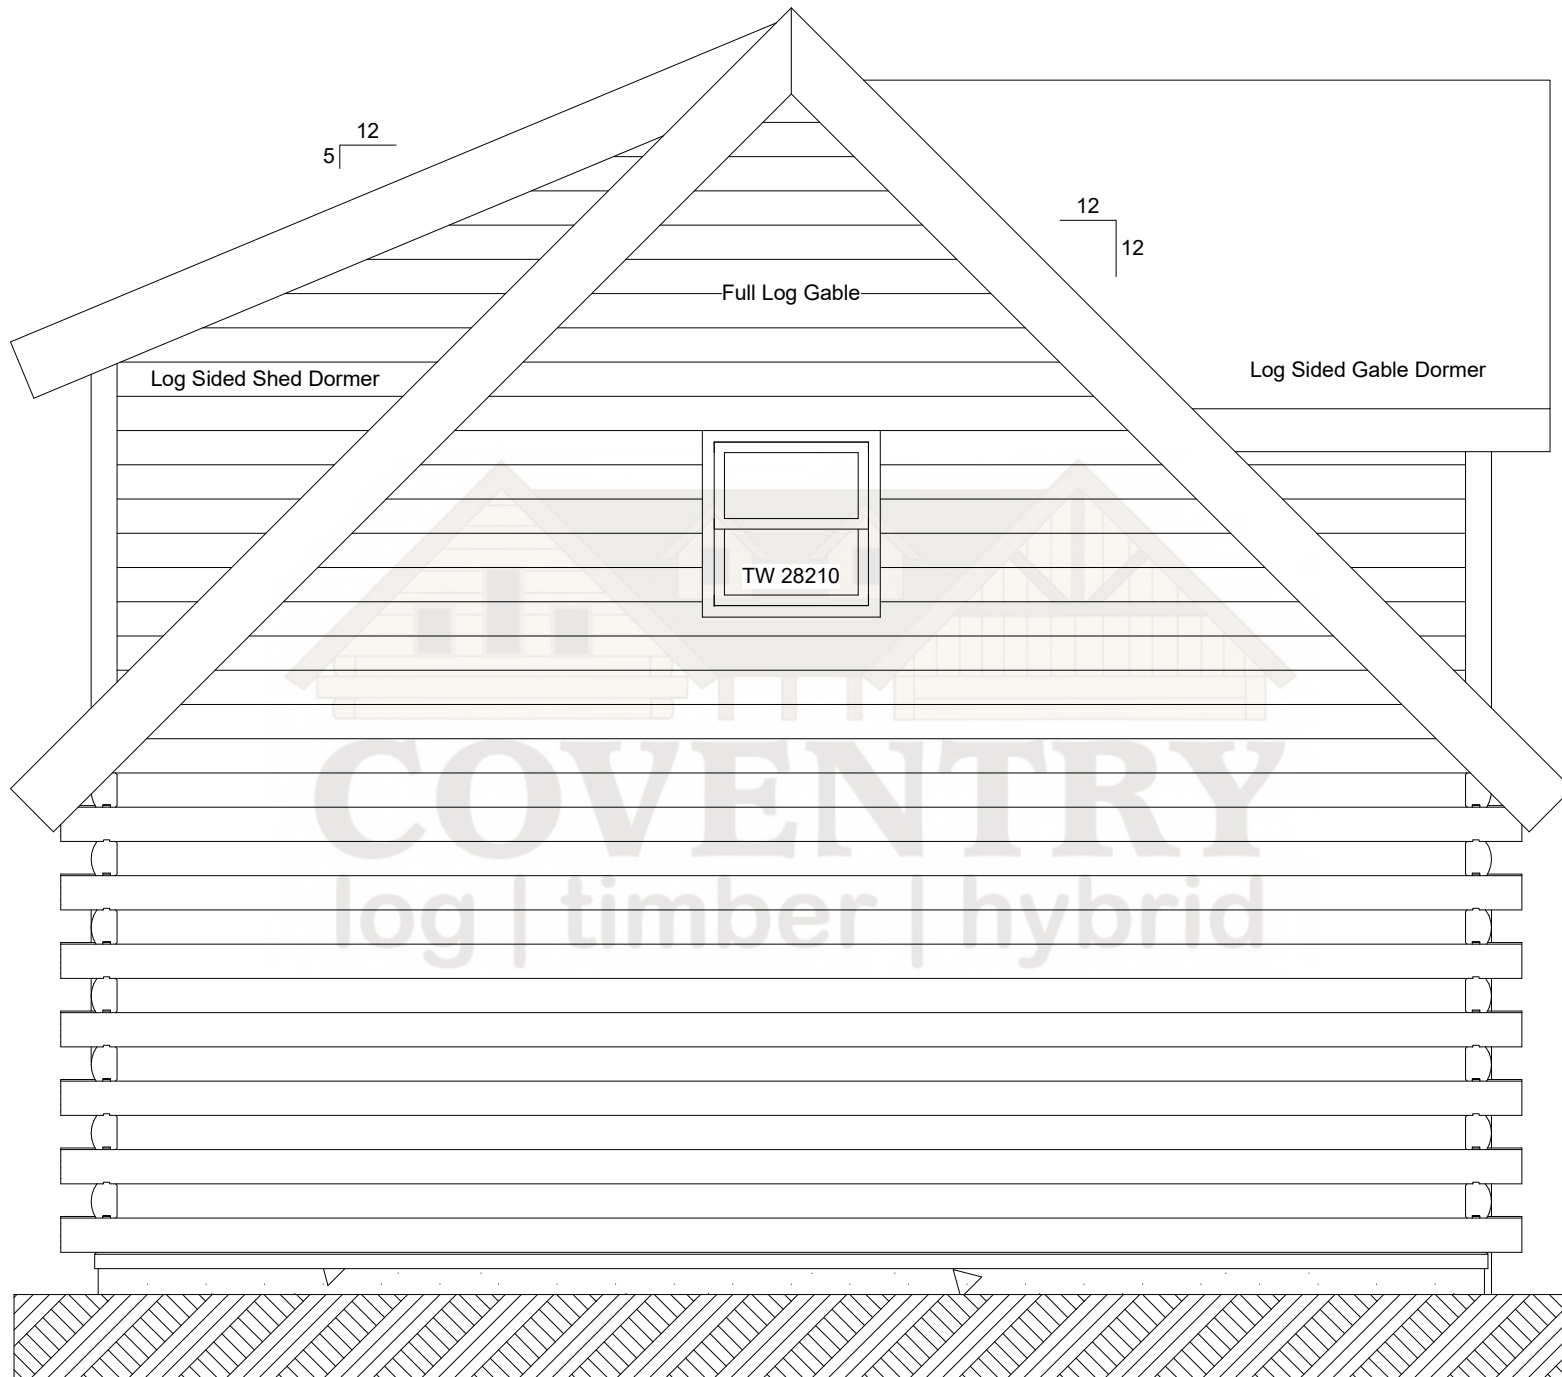 12
5
12
12
Full Log Gable
Log Sided Shed Dormer
Log Sided Gable Dormer
TW 28210
COVENTRY
log | timber | hybrid